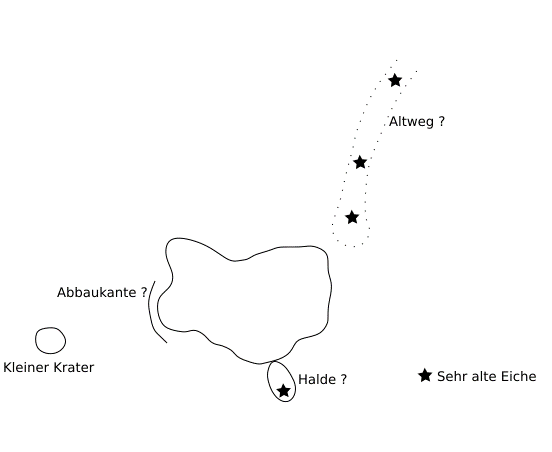 Altweg ?
Abbaukante ?
Kleiner Krater
Halde ?
Sehr alte Eiche